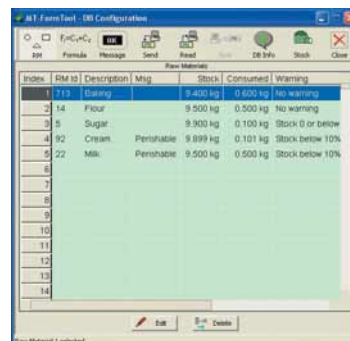 MT-FormTool - DB Configuration
F₁=C₁+C₂ OK
RM Formula Message Send Read DB Info Stock Close
Raw Materials
Index RM Id Description Msg Stock Consumed Warning
1 713 Baking 9.400 kg 0.600 kg No warning
2 14 Flour 9.500 kg 0.500 kg No warning
3 5 Sugar 9.900 kg 0.100 kg Stock 0 or below
4 92 Cream Perishable 9.899 kg 0.101 kg Stock below 10%
5 22 Milk Perishable 9.500 kg 0.500 kg Stock below 10%
6
7
8
9
10
11
12
13
14
Edit Delete